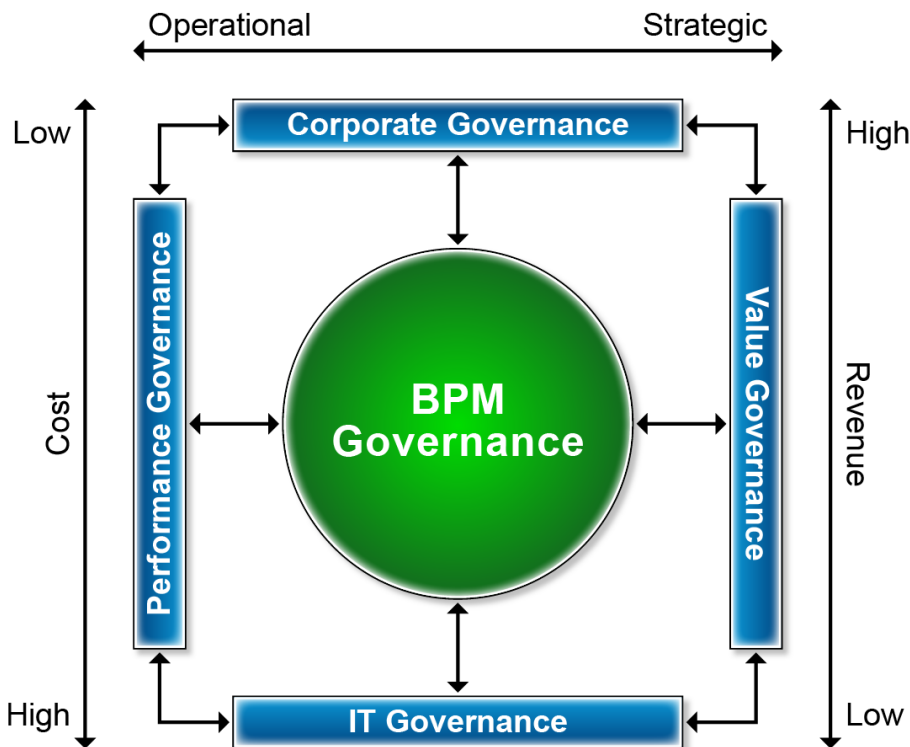 Operational
Strategic
Low
Corporate Governance
High
Performance Governance
Cost
BPM
Governance
Value Governance
Revenue
High
IT Governance
Low